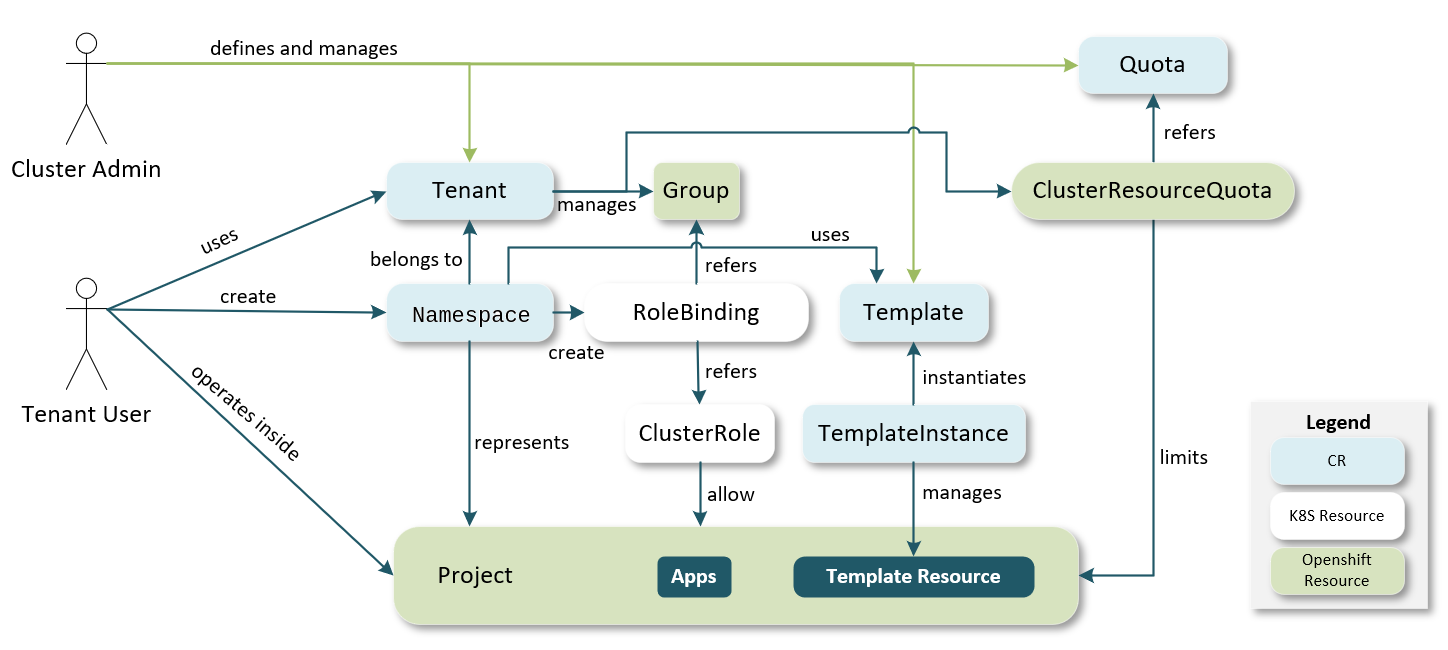 defines and manages
Quota
refers
Cluster Admin
Tenant
manages
Group
ClusterResourceQuota
uses
belongs to
uses
refers
create
Namespace
RoleBinding
Template
create
refers
instantiates
Tenant User
operates inside
represents
ClusterRole
TemplateInstance
limits
allow
manages
Project
Apps
Template Resource
Legend
CR
K8S Resource
Openshift
Resource